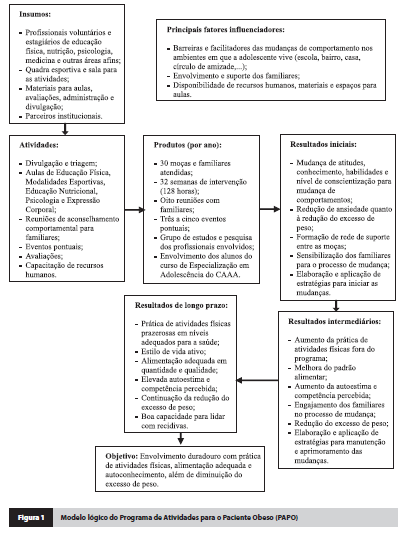 Insumos:
- Profissionais voluntários e
estagiários de educação
física, nutrição, psicologia,
medicina e outras áreas afins;
- Quadra esportiva e sala para
as atividades;
- Materiais para aulas,
avaliações, administração e
divulgação;
- Parceiros institucionais.
Principais fatores influenciadores:
- Barreiras e facilitadores das mudanças de comportamento nos
ambientes em que a adolescente vive (escola, bairro, casa,
círculo de amizade,...);
- Envolvimento e suporte dos familiares;
- Disponibilidade de recursos humanos, materiais e espaços para
aulas.
Atividades:
- Divulgação e triagem;
- Aulas de Educação Física,
Modalidades Esportivas,
Educação Nutricional,
Psicologia e Expressão
Corporal;
- Reuniões de aconselhamento
comportamental para
familiares;
- Eventos pontuais;
- Avaliações;
- Capacitação de recursos
humanos.
Produtos (por ano):
- 30 moças e familiares
atendidas;
- 32 semanas de intervenção
(128 horas);
- Oito reuniões com
familiares;
- Três a cinco eventos
pontuais;
- Grupo de estudos e pesquisa
dos profissionais envolvidos;
- Envolvimento dos alunos do
curso de Especialização em
Adolescência do CAAA.
Resultados iniciais:
- Mudança de atitudes,
conhecimento, habilidades e
nível de conscientização para
mudança de
comportamentos;
- Redução de ansiedade quanto
à redução do excesso de
peso;
- Formação de rede de suporte
entre as moças;
- Sensibilização dos familiares
para o processo de mudança;
- Elaboração e aplicação de
estratégias para iniciar as
mudanças.
Resultados intermediários:
- Aumento da prática de
atividades físicas fora do
programa;
- Melhora do padrão
alimentar;
- Aumento da autoestima e
competência percebida;
- Engajamento dos familiares
no processo de mudança;
- Redução do excesso de peso;
- Elaboração e aplicação de
estratégias para manutenção
e aprimoramento das
mudanças.
Resultados de longo prazo:
- Prática de atividades físicas
prazerosas em níveis
adequados para a saúde;
- Estilo de vida ativo;
- Alimentação adequada em
quantidade e qualidade;
- Elevada autoestima e
competência percebida;
- Continuação da redução do
excesso de peso;
- Boa capacidade para lidar
com recidivas.
Objetivo: Envolvimento duradouro com prática
de atividades físicas, alimentação adequada e
autoconhecimento, além de diminuição do
excesso de peso.
Figura 1 Modelo lógico do Programa de Atividades para o Paciente Obeso (PAPO)